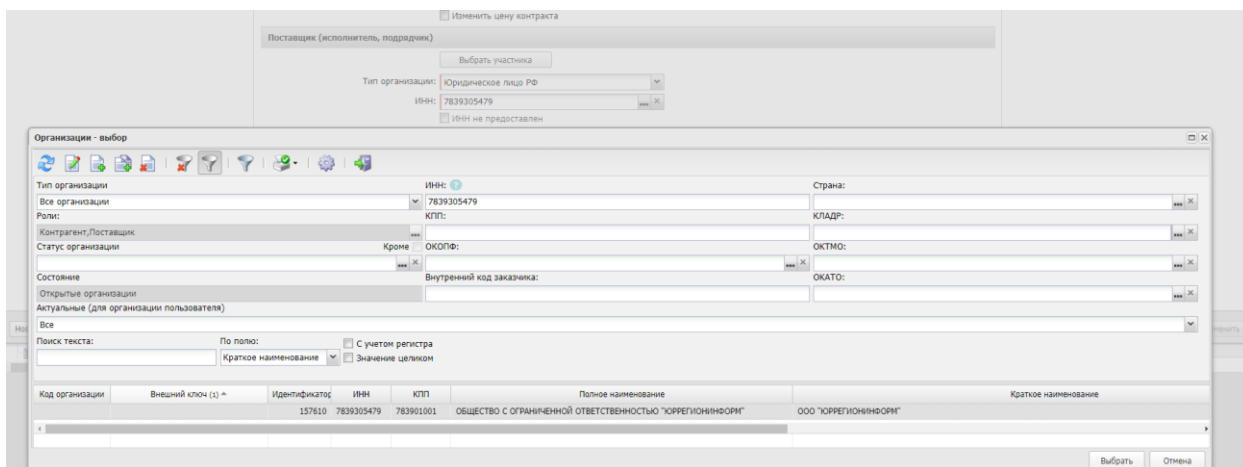 Изменить цену контракта
Поставщик (исполнитель, подрядчик)
Выбрать участника
Тип организации: Юридическое лицо РФ
ИНН: 7839305479
ИНН не предоставлен
Организации - выбор
Тип организации ИНН: ? Страна:
Все организации 7839305479
Роли: КПП: КЛАДР:
Контрагент,Поставщик
Статус организации Кроме ОКОПФ: ОКТМО:
Состояние Внутренний код заказчика: ОКАТО:
Открытые организации
Актуальные (для организации пользователя)
Все
Поиск текста: По полю: С учетом регистра
Краткое наименование Значение целиком
Код организации Внешний ключ (1) Идентификатор ИНН КПП Полное наименование Краткое наименование
157610 7839305479 783901001 ОБЩЕСТВО С ОГРАНИЧЕННОЙ ОТВЕТСТВЕННОСТЬЮ "ЮРРЕГИОНИНФОРМ" ООО "ЮРРЕГИОНИНФОРМ"
Выбрать Отмена